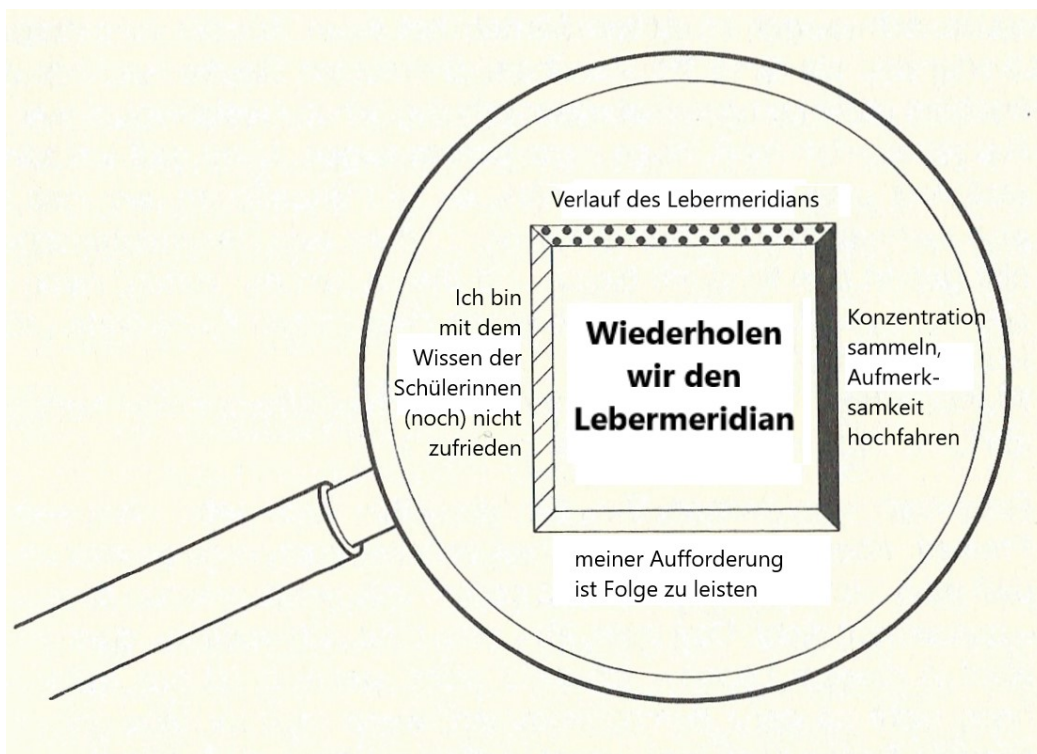 Verlauf des Lebermeridians
Ich bin
mit dem
Wissen der
Schülerinnen
(noch) nicht
zufrieden
Wiederholen
wir den
Lebermeridian
Konzentration
sammeln,
Aufmerk-
samkeit
hochfahren
meiner Aufforderung
ist Folge zu leisten